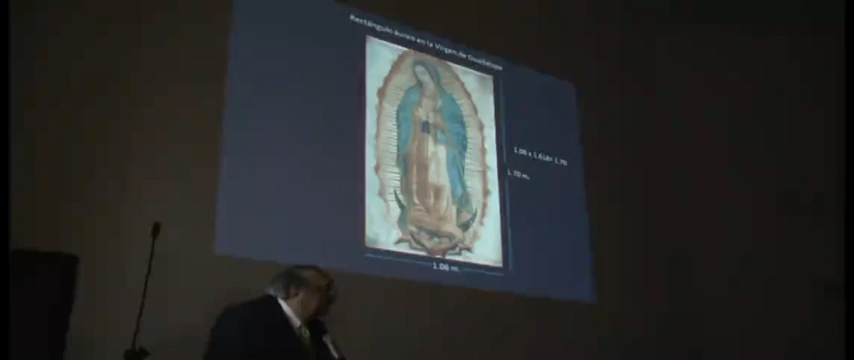 Rectángulo áureo en la Virgen de Guadalupe
1.06 x 1.618= 1.70
1.70 m.
1.06 m.